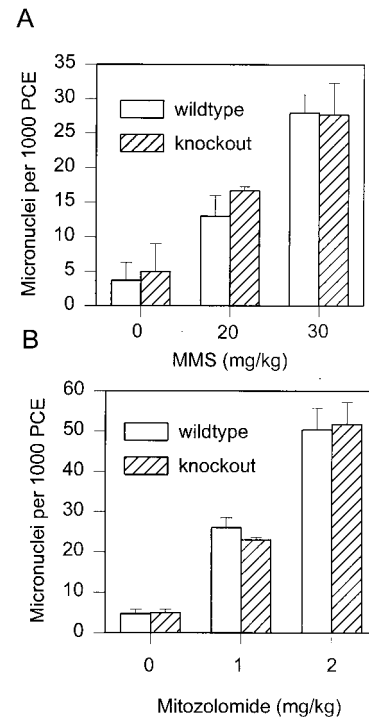 A
Micronuclei per 1000 PCE
35
30
25
20
15
10
5
0
wildtype
knockout
0 20 30
MMS (mg/kg)
B
Micronuclei per 1000 PCE
60
50
40
30
20
10
0
wildtype
knockout
0 1 2
Mitozolomide (mg/kg)